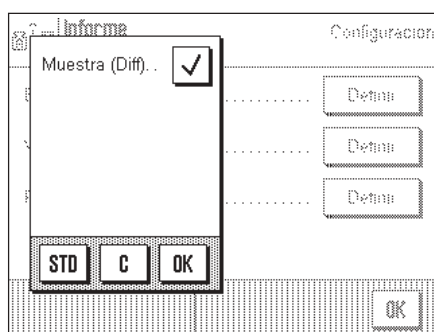 Informe
Configuracion
Muestra (Diff). .
Definir
Definir
Definir
STD
C
OK
OK